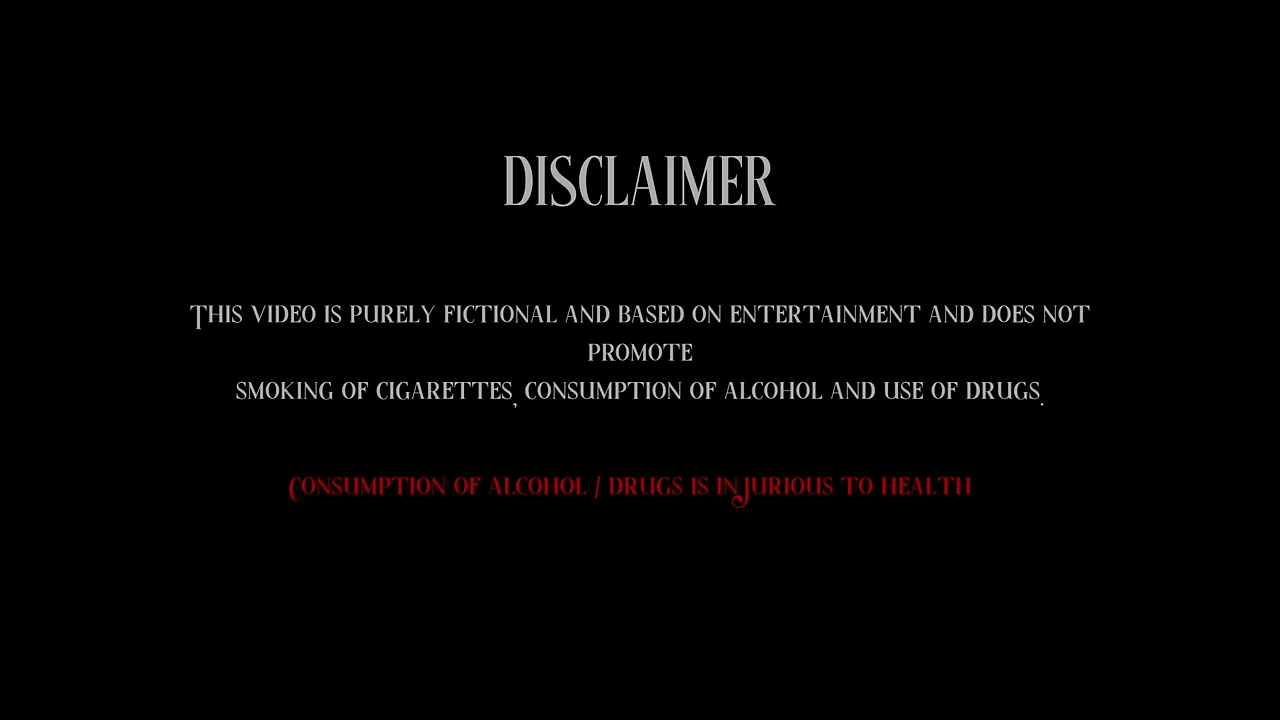 DISCLAIMER
This video is purely fictional and based on entertainment and does not
promote
smoking of cigarettes, consumption of alcohol and use of drugs.
Consumption of alcohol / drugs is inJurious to health